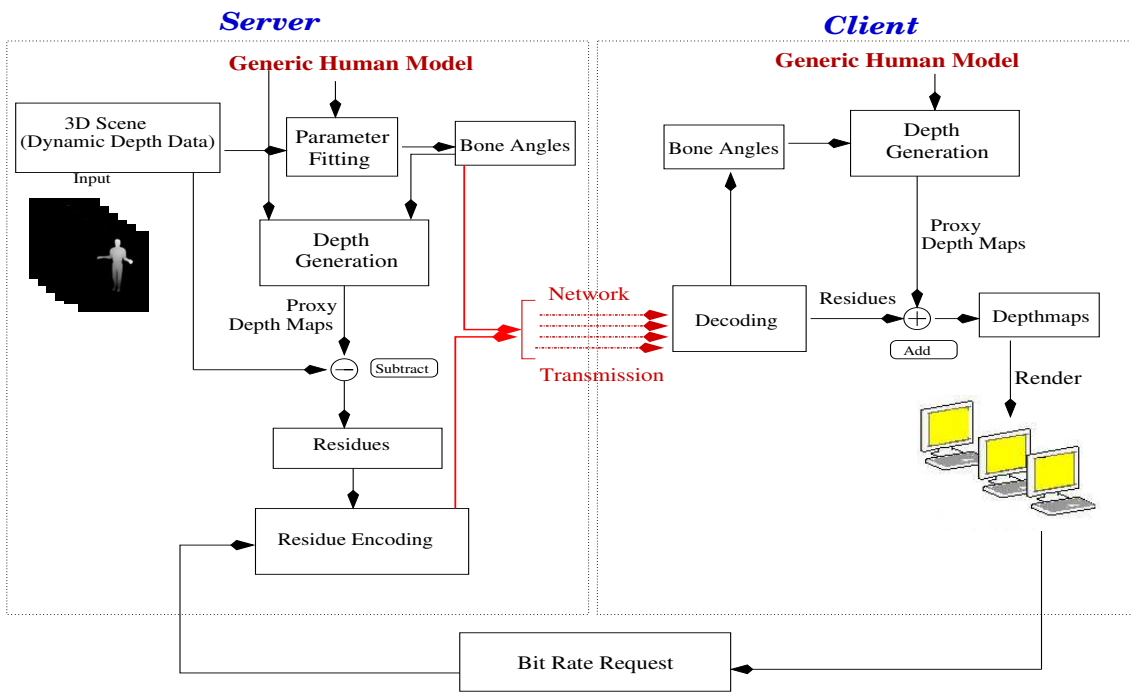 Server
Generic Human Model
3D Scene
(Dynamic Depth Data)
Input
Parameter
Fitting
Bone Angles
Depth
Generation
Proxy
Depth Maps
Subtract
Residues
Residue Encoding
Network
Transmission
Client
Generic Human Model
Bone Angles
Depth
Generation
Proxy
Depth Maps
Decoding
Residues
Add
Depthmaps
Render
Bit Rate Request